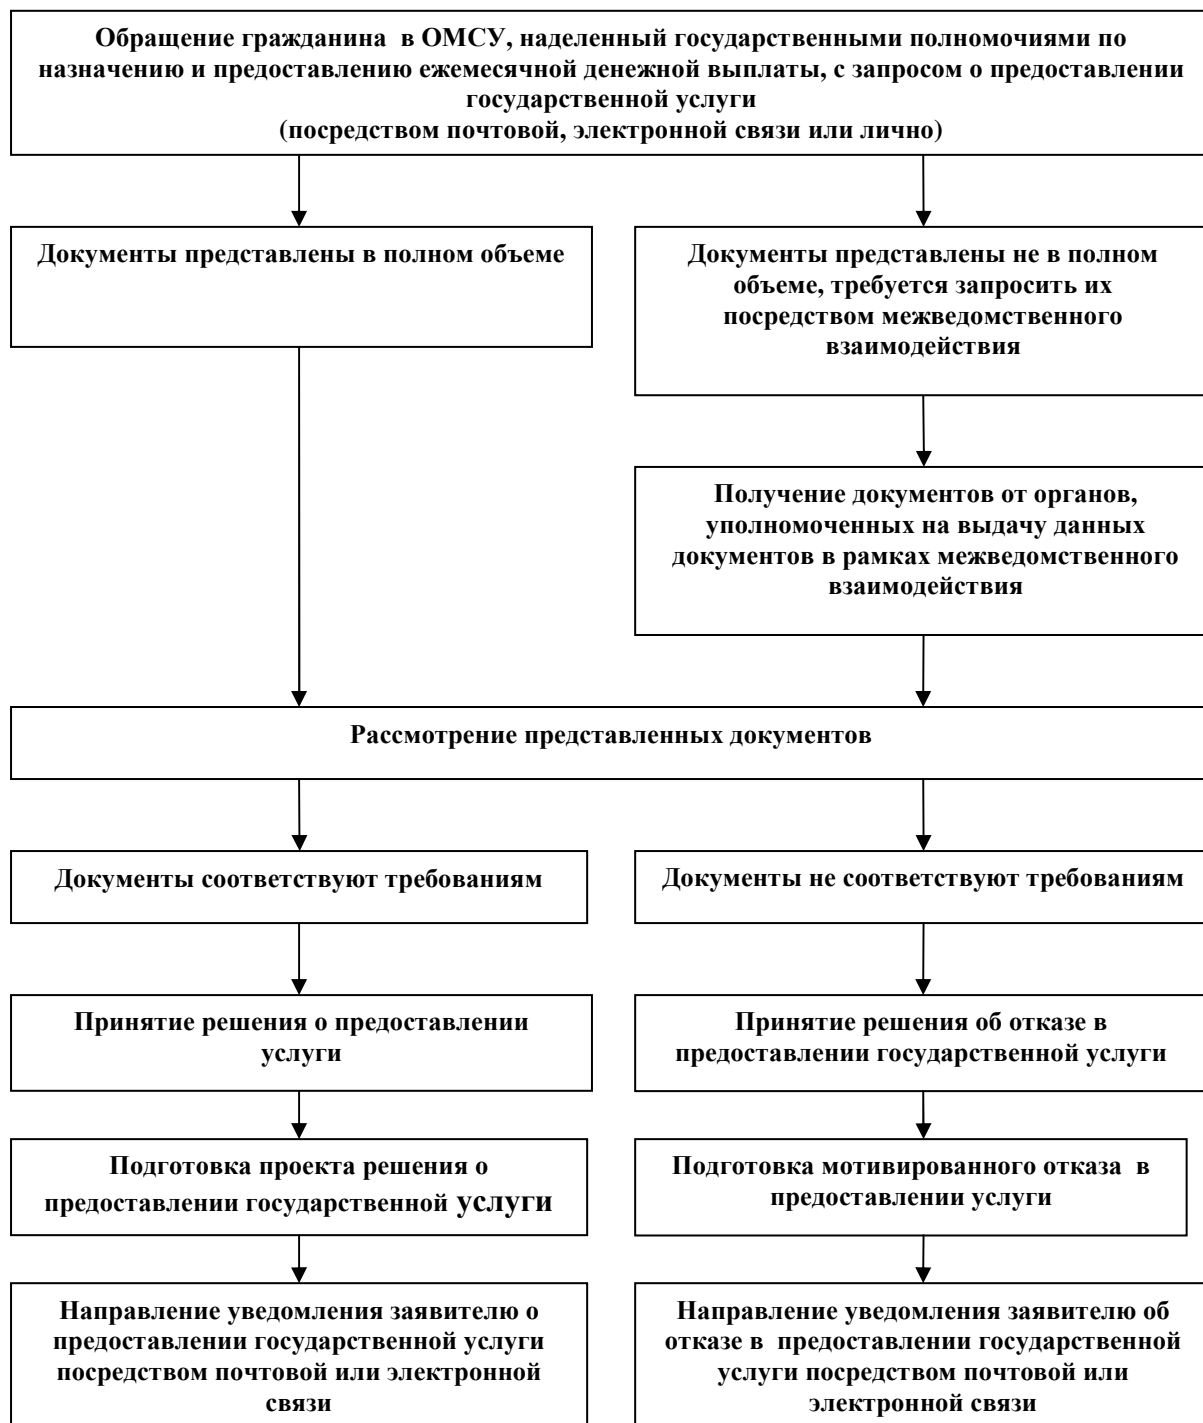 Обращение гражданина  в ОМСУ, наделенный государственными полномочиями по
назначению и предоставлению ежемесячной денежной выплаты, с запросом о предоставлении
государственной услуги
(посредством почтовой, электронной связи или лично)
Документы представлены в полном объеме
Документы представлены не в полном
объеме, требуется запросить их
посредством межведомственного
взаимодействия
Получение документов от органов,
уполномоченных на выдачу данных
документов в рамках межведомственного
взаимодействия
Рассмотрение представленных документов
Документы соответствуют требованиям
Документы не соответствуют требованиям
Принятие решения о предоставлении
услуги
Принятие решения об отказе в
предоставлении государственной услуги
Подготовка проекта решения о
предоставлении государственной услуги
Подготовка мотивированного отказа  в
предоставлении услуги
Направление уведомления заявителю о
предоставлении государственной услуги
посредством почтовой или электронной
связи
Направление уведомления заявителю об
отказе в  предоставлении государственной
услуги посредством почтовой или
электронной связи